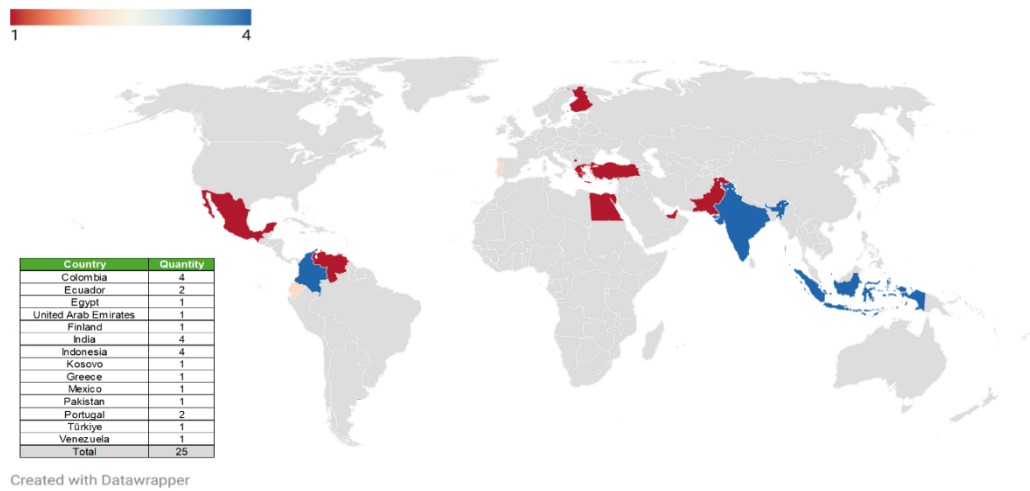 1 4
Country Quantity
Colombia 4
Ecuador 2
Egypt 1
United Arab Emirates 1
Finland 1
India 4
Indonesia 4
Kosovo 1
Greece 1
Mexico 1
Pakistan 1
Portugal 2
Türkiye 1
Venezuela 1
Total 25
Created with Datawrapper